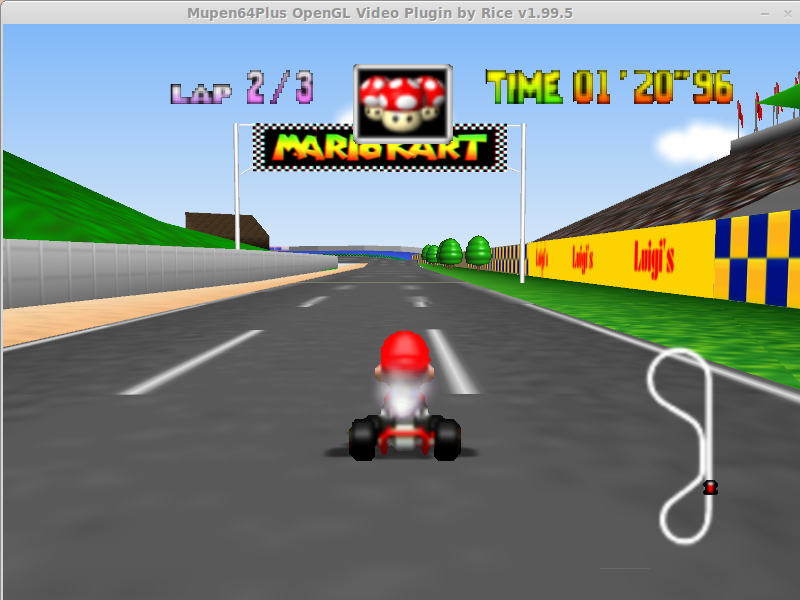 Mupen64Plus OpenGL Video Plugin by Rice v1.99.5
LAP 2/3
TIME 01'20"96
MARIO KART
Luigi's
Luigi's
Luigi's